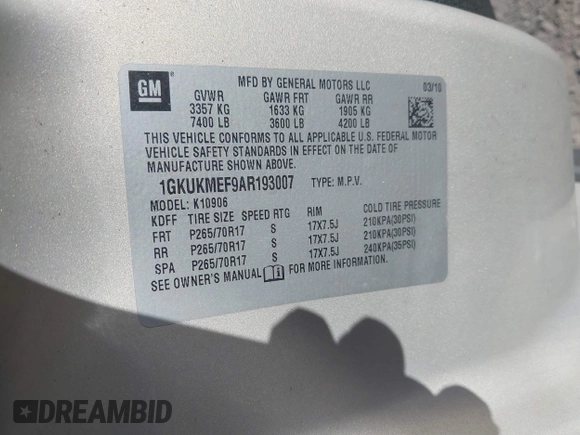 GM
MFD BY GENERAL MOTORS LLC 03/10
GVWR GAWR FRT GAWR RR
3357 KG 1633 KG 1905 KG
7400 LB 3600 LB 4200 LB
THIS VEHICLE CONFORMS TO ALL APPLICABLE U.S. FEDERAL MOTOR
VEHICLE SAFETY STANDARDS IN EFFECT ON THE DATE OF
MANUFACTURE SHOWN ABOVE.
1GKUKMEF9AR193007 TYPE: M.P.V.
MODEL: K10906
KDFF TIRE SIZE SPEED RTG RIM COLD TIRE PRESSURE
FRT P265/70R17 S 17X7.5J 210KPA(30PSI)
RR P265/70R17 S 17X7.5J 210KPA(30PSI)
SPA P265/70R17 S 17X7.5J 240KPA(35PSI)
SEE OWNER'S MANUAL FOR MORE INFORMATION.
DREAMBID